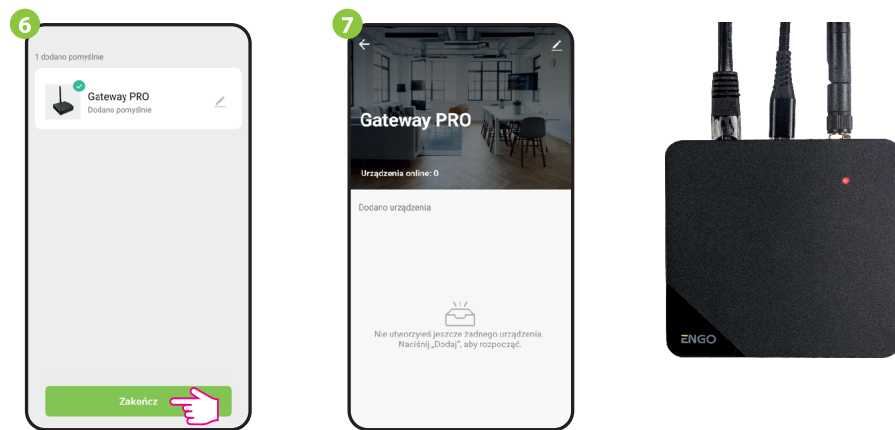 6
1 dodano pomyślnie
Gateway PRO
Dodano pomyślnie
Zakończ
7
Gateway PRO
Urządzenia online: 0
Dodano urządzenia
Nie utworzyłeś jeszcze żadnego urządzenia.
Naciśnij „Dodaj”, aby rozpocząć.
ENGO